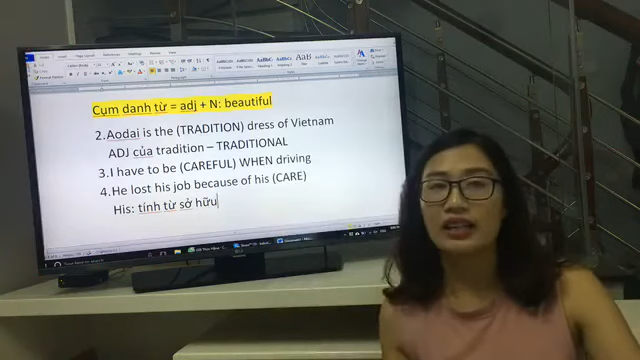 Cụm danh từ = adj + N: beautiful
2.Aodai is the (TRADITION) dress of Vietnam
ADJ của tradition – TRADITIONAL
3.I have to be (CAREFUL) WHEN driving
4.He lost his job because of his (CARE)
His: tính từ sở hữu